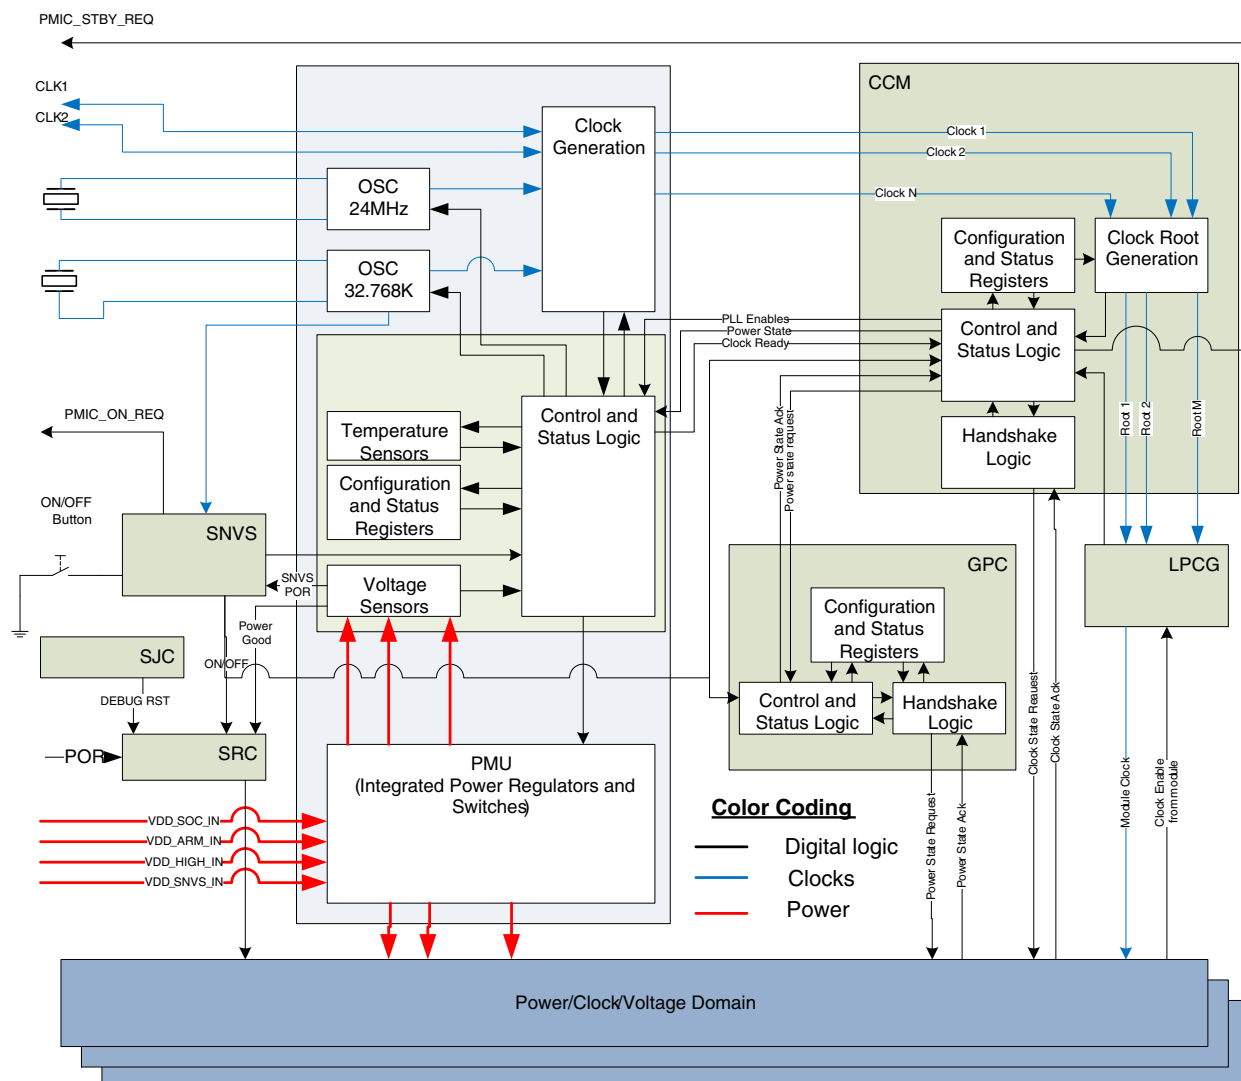 PMIC_STBY_REQ
CLK1
CLK2
Clock
Generation
OSC
24MHz
OSC
32.768K
CCM
Clock 1
Clock 2
Clock N
Configuration
and Status
Registers
Clock Root
Generation
PLL Enables
Power State
Clock Ready
Control and
Status Logic
Handshake
Logic
Root 1
Root 2
Root M
Power State Ack
Power state request
PMIC_ON_REQ
Temperature
Sensors
Control and
Status Logic
Configuration
and Status
Registers
ON/OFF
Button
SNVS
SNVS
POR
Voltage
Sensors
Power
Good
ON/OFF
SJC
DEBUG RST
POR
SRC
GPC
Configuration
and Status
Registers
Control and
Status Logic
Handshake
Logic
LPCG
PMU
(Integrated Power Regulators and
Switches)
VDD_SOC_IN
VDD_ARM_IN
VDD_HIGH_IN
VDD_SNVS_IN
Color Coding
Digital logic
Clocks
Power
Power State Request
Power State Ack
Clock State Request
Clock State Ack
Module Clock
Clock Enable
from module
Power/Clock/Voltage Domain